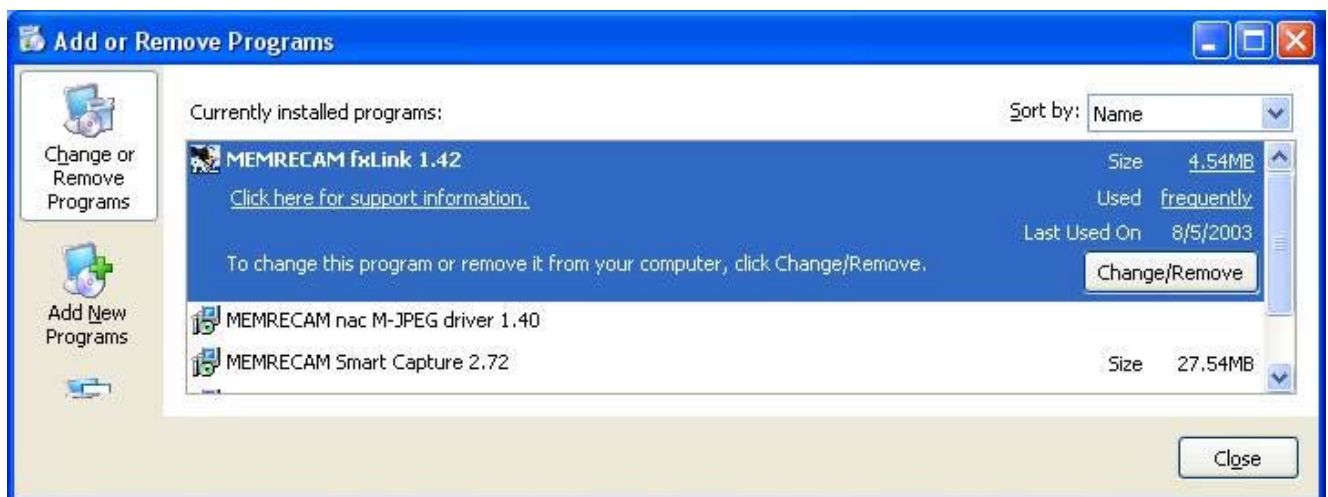 Add or Remove Programs
Change or
Remove
Programs
Add New
Programs
Currently installed programs:
Sort by: Name
MEMRECAM fxLink 1.42 Size 4.54MB
Click here for support information. Used frequently
Last Used On 8/5/2003
To change this program or remove it from your computer, click Change/Remove.
Change/Remove
MEMRECAM nac M-JPEG driver 1.40
MEMRECAM Smart Capture 2.72 Size 27.54MB
Close